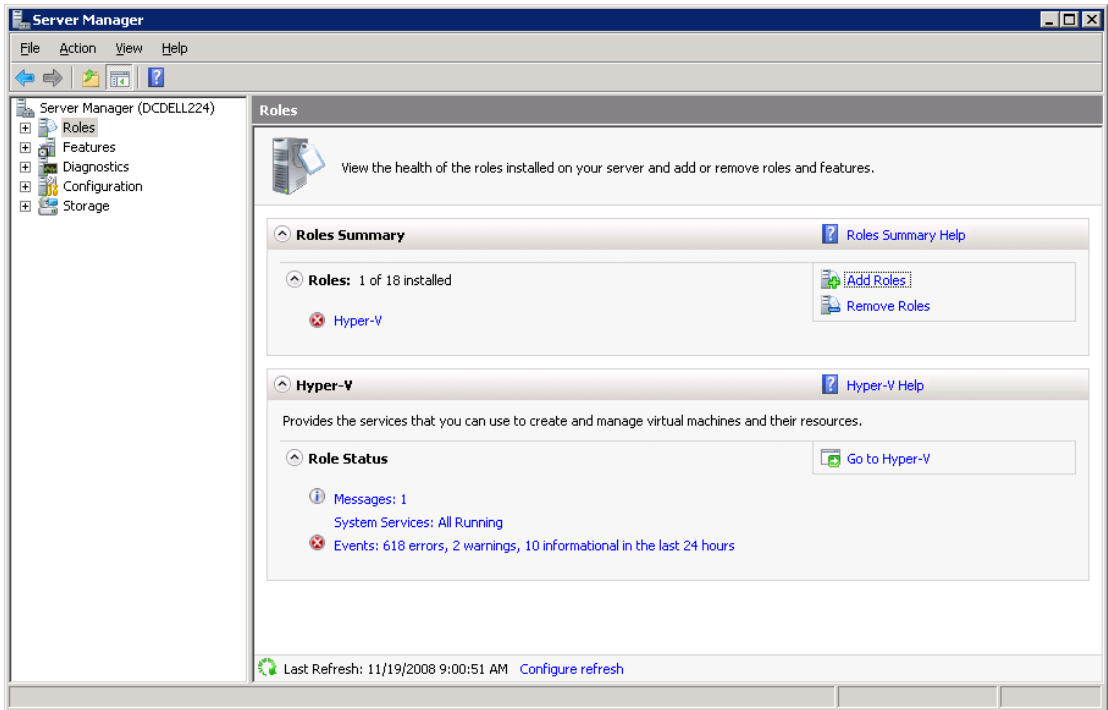 Server Manager
File Action View Help
Server Manager (DCDELL224)
Roles
Features
Diagnostics
Configuration
Storage
Roles
View the health of the roles installed on your server and add or remove roles and features.
Roles Summary
Roles Summary Help
Roles: 1 of 18 installed
Add Roles
Remove Roles
Hyper-V
Hyper-V
Hyper-V Help
Provides the services that you can use to create and manage virtual machines and their resources.
Role Status
Go to Hyper-V
Messages: 1
System Services: All Running
Events: 618 errors, 2 warnings, 10 informational in the last 24 hours
Last Refresh: 11/19/2008 9:00:51 AM Configure refresh